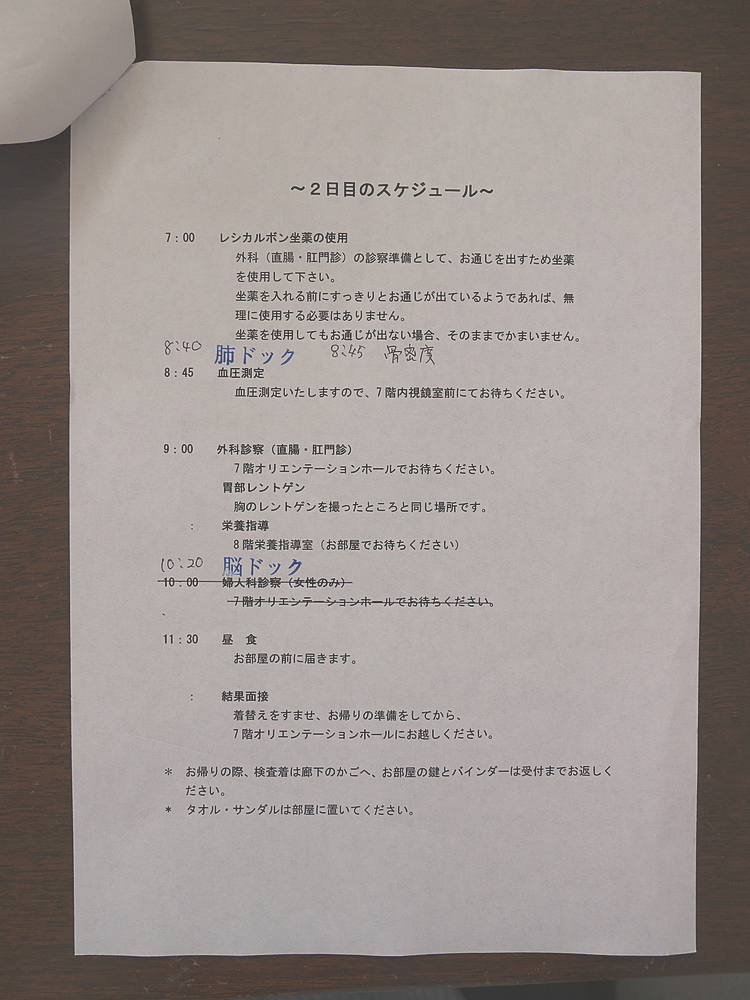 ～２日目のスケジュール～
7：00 レシカルボン坐薬の使用
外科（直腸・肛門診）の診察準備として、お通じを出すため坐薬
を使用して下さい。
坐薬を入れる前にすっきりとお通じが出ているようであれば、無
理に使用する必要はありません。
坐薬を使用してもお通じが出ない場合、そのままでかまいません。
8:40 肺ドック 8:45 骨密度
8：45 血圧測定
血圧測定いたしますので、7階内視鏡室前にてお待ちください。
9：00 外科診察（直腸・肛門診）
7階オリエンテーションホールでお待ちください。
胃部レントゲン
胸のレントゲンを撮ったところと同じ場所です。
： 栄養指導
8階栄養指導室（お部屋でお待ちください）
10:20 脳ドック
10：00 婦人科診察（女性のみ）
7階オリエンテーションホールでお待ちください。
11：30 昼 食
お部屋の前に届きます。
： 結果面接
着替えをすませ、お帰りの準備をしてから、
7階オリエンテーションホールにお越しください。
＊ お帰りの際、検査着は廊下のかごへ、お部屋の鍵とバインダーは受付までお返しく
ださい。
＊ タオル・サンダルは部屋に置いてください。